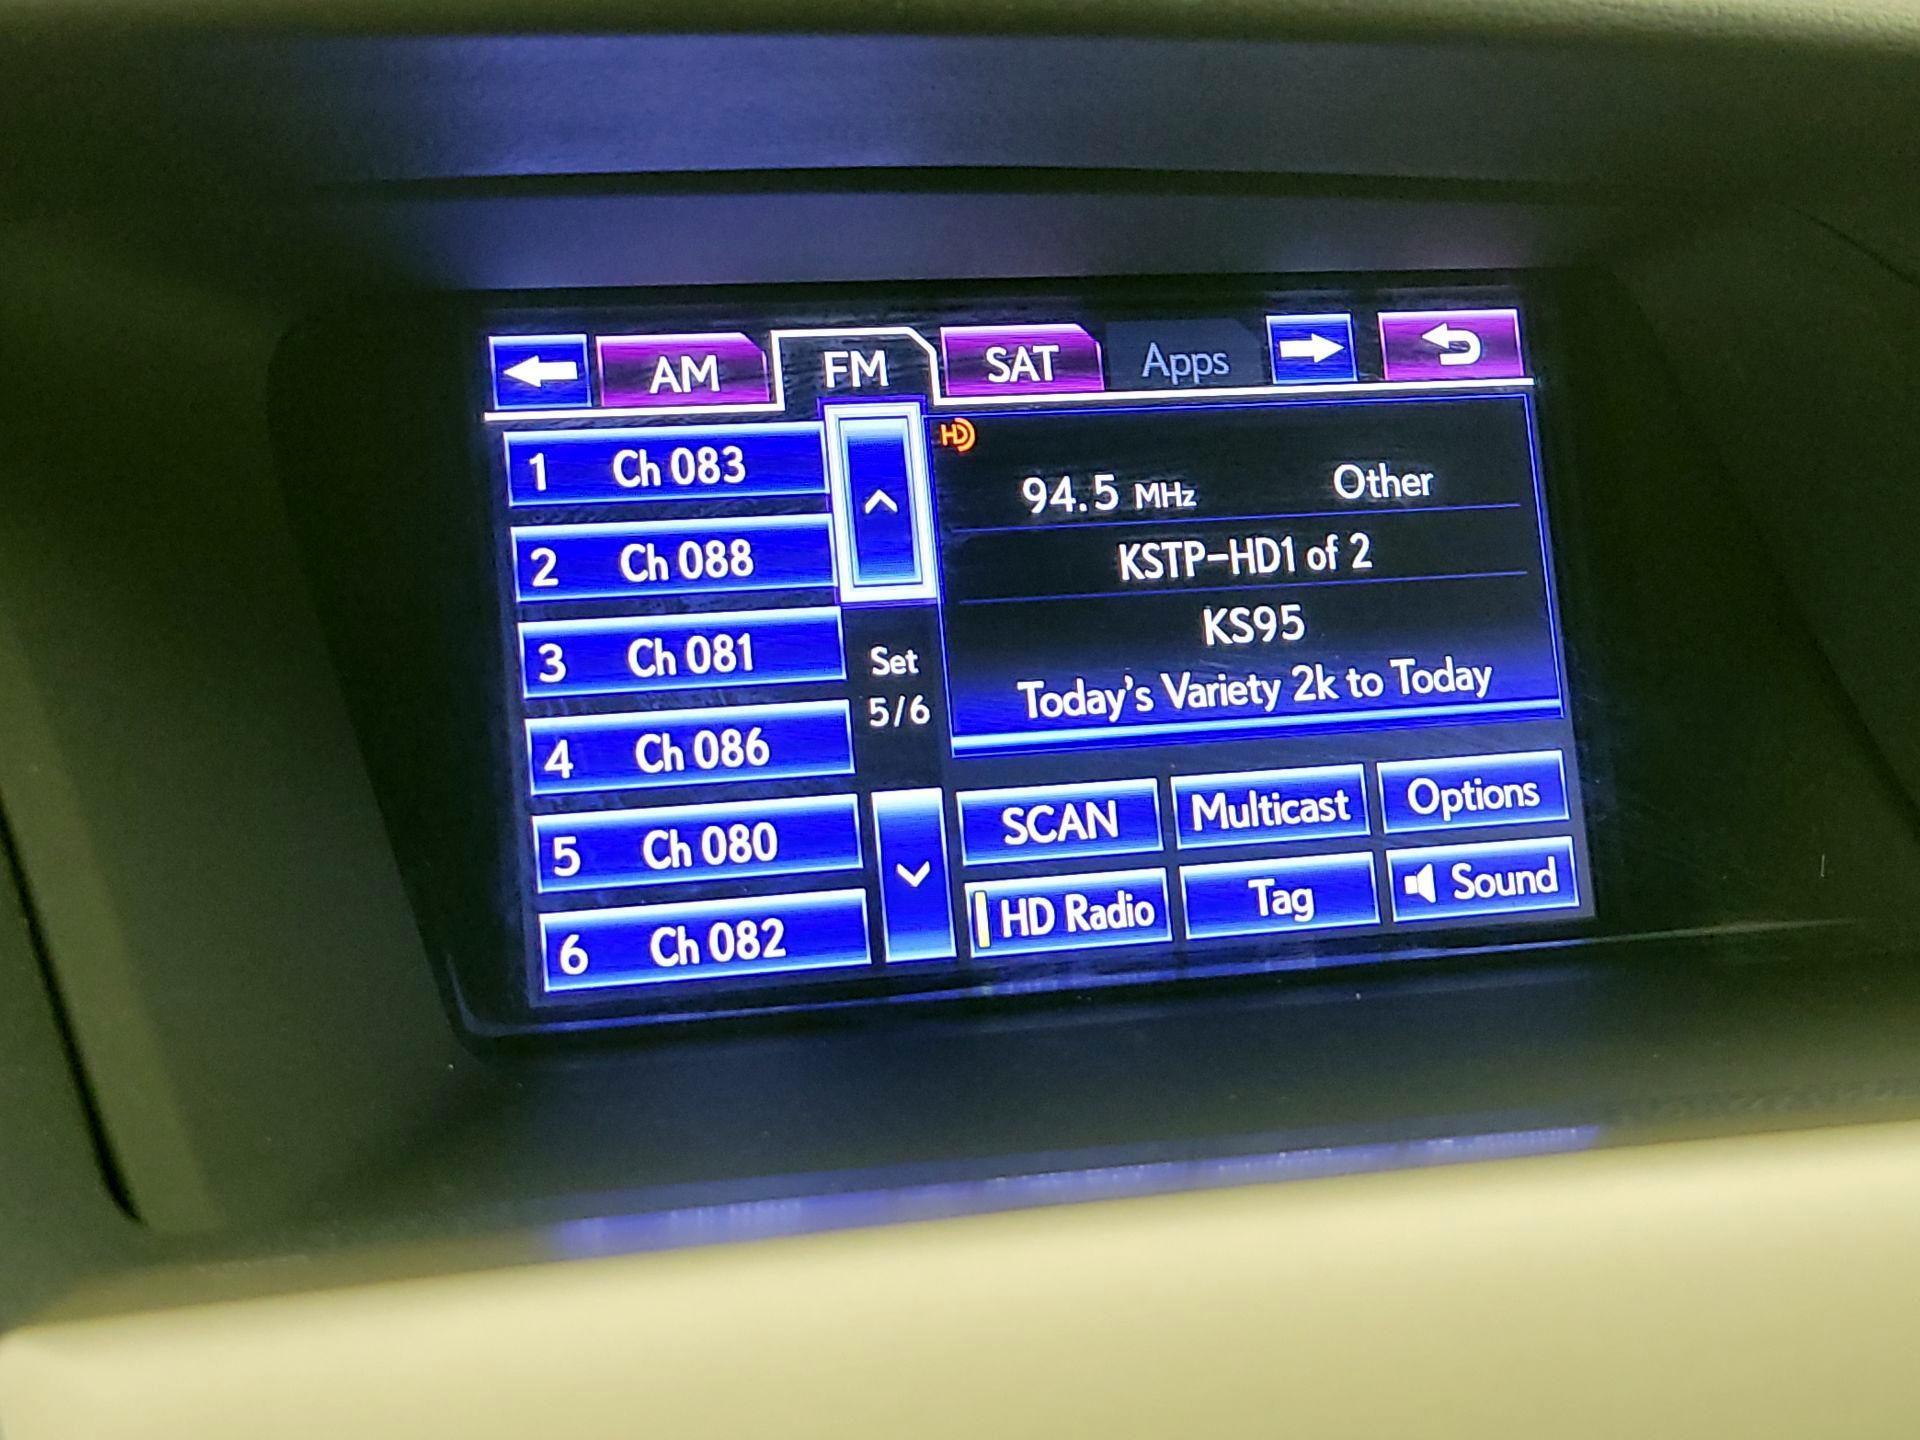 AM
FM
SAT
Apps
1 Ch 083
2 Ch 088
3 Ch 081
4 Ch 086
5 Ch 080
6 Ch 082
Set
5/6
HD
94.5 MHz Other
KSTP-HD1 of 2
KS95
Today's Variety 2k to Today
SCAN
Multicast
Options
HD Radio
Tag
Sound